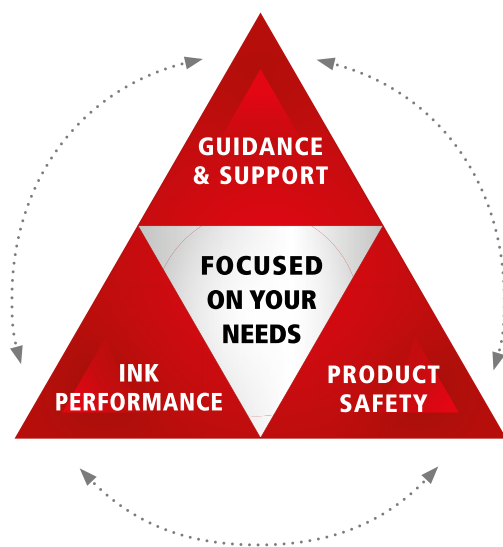 GUIDANCE
& SUPPORT
FOCUSED
ON YOUR
NEEDS
INK
PERFORMANCE
PRODUCT
SAFETY